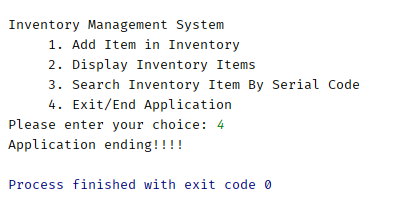 Inventory Management System
1. Add Item in Inventory
2. Display Inventory Items
3. Search Inventory Item By Serial Code
4. Exit/End Application
Please enter your choice: 4
Application ending!!!!
Process finished with exit code 0